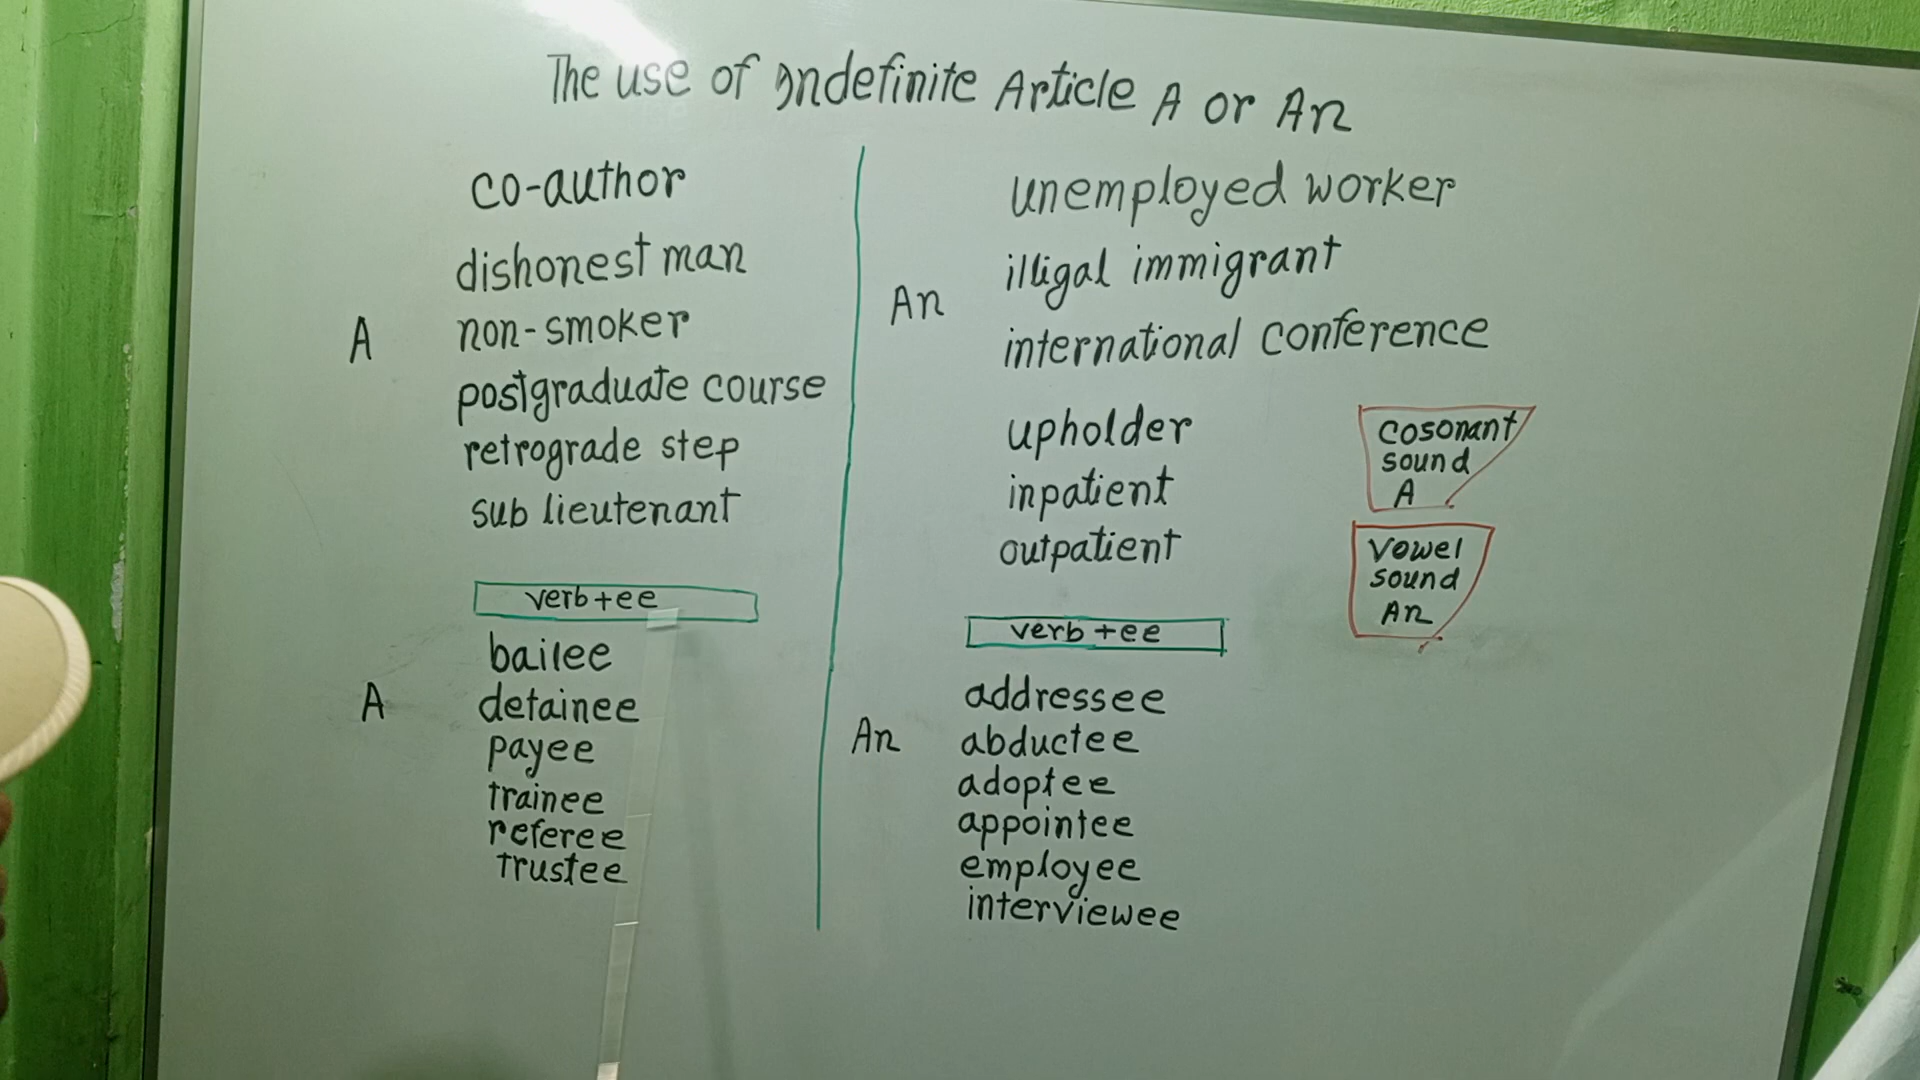 The use of Indefinite Article A or An
co-author
dishonest man
A
non-smoker
postgraduate course
retrograde step
sub lieutenant
verb+ee
bailee
detainee
A
payee
trainee
referee
trustee
unemployed worker
illigal immigrant
An
international conference
upholder
inpatient
outpatient
verb +ee
addressee
abductee
An
adoptee
appointee
employee
interviewee
cosonant
sound
A
vowel
sound
An